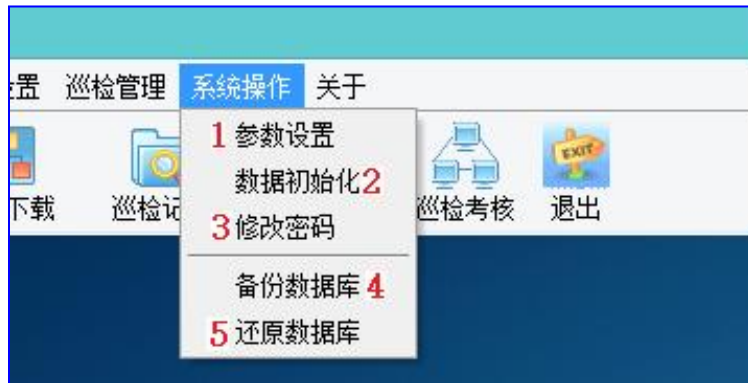 置 巡检管理 系统操作 关于
1 参数设置
数据初始化 2
3 修改密码
备份数据库 4
5 还原数据库
EXIT
下载 巡检记 巡检考核 退出